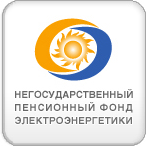 НЕГОСУДАРСТВЕННЫЙ
ПЕНСИОННЫЙ ФОНД
ЭЛЕКТРОЭНЕРГЕТИКИ